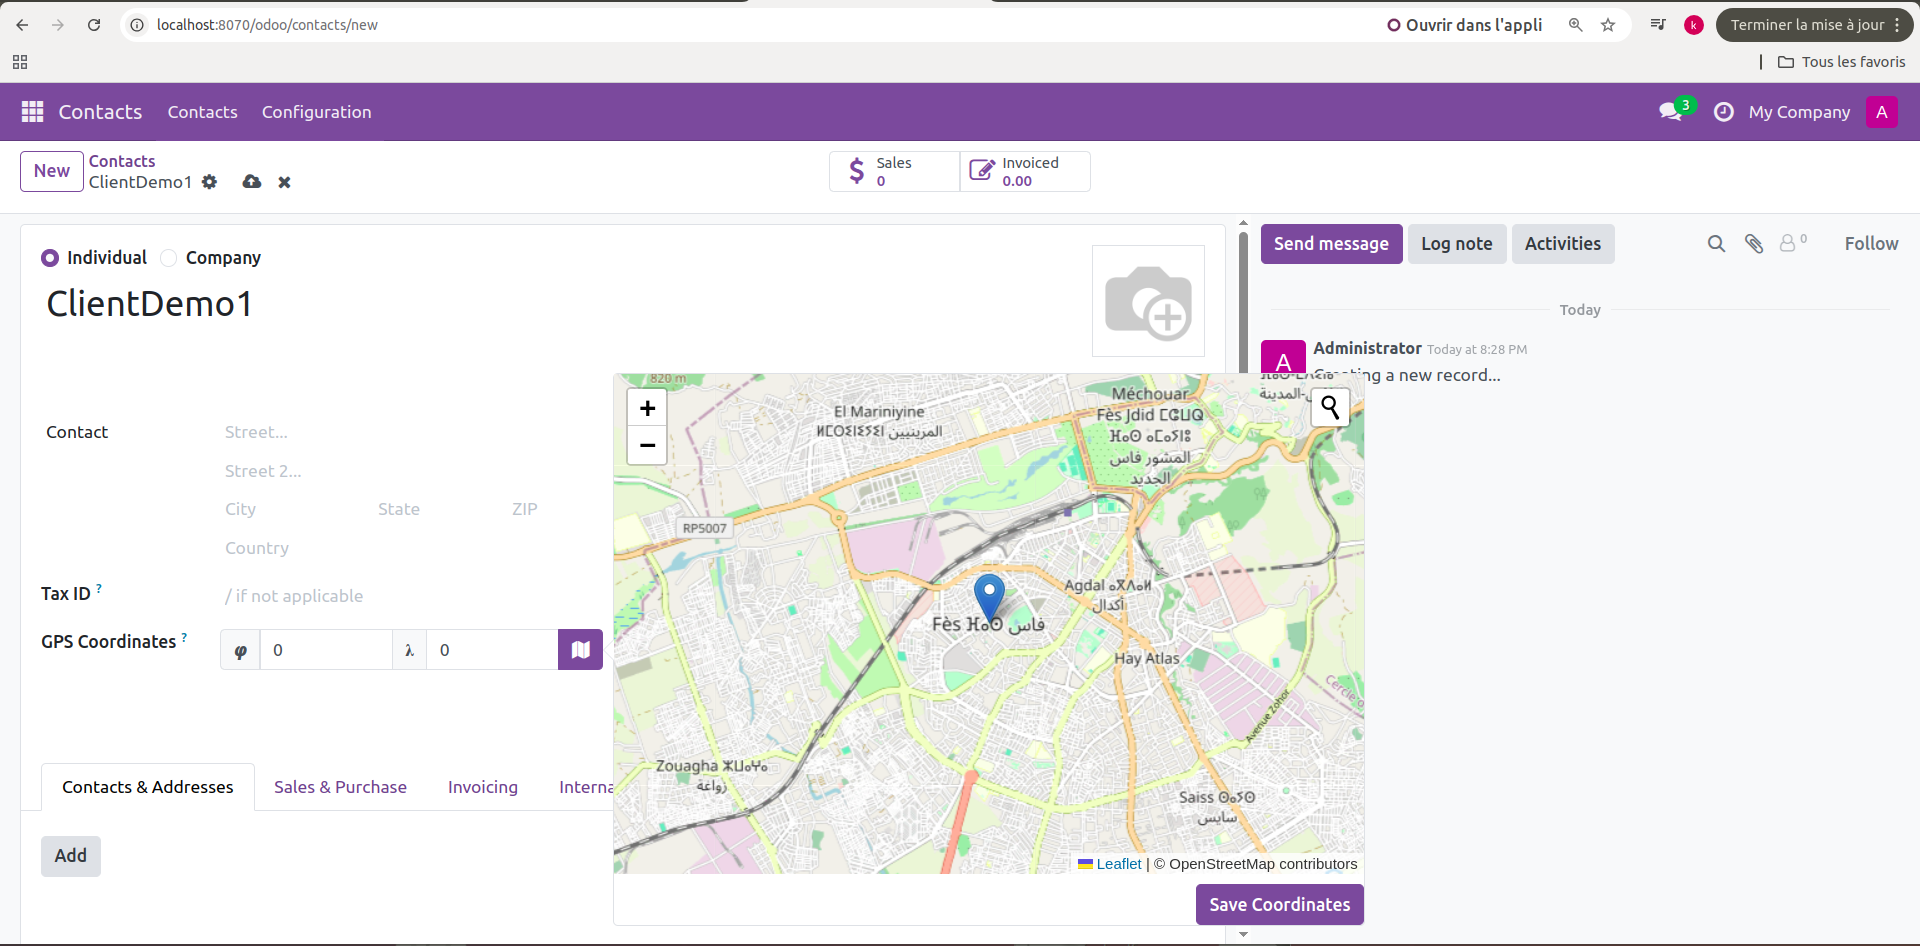 localhost:8070/odoo/contacts/new
Ouvrir dans l'appli
k
Terminer la mise à jour
Tous les favoris
Contacts
Contacts
Configuration
3
My Company
A
New
Contacts
ClientDemo1
Sales
0
Invoiced
0.00
Individual
Company
Send message
Log note
Activities
0
Follow
ClientDemo1
Today
A
Administrator
Today at 8:28 PM
a new record...
820 m
+
−
El Mariniyine
ⵍⵎⵔⵉⵏⵉⵢⵉⵏ المرينيين
Méchouar
Fès Jdid ⵎⵛⵡⵕ
ⴼⴰⵙ ⴰⵎⴰⵢⵏⵓ
المشور فاس
الجديد
RP5007
Agdal ⴰⴳⴷⴰⵍ
أكدال
Fès ⴼⴰⵙ فاس
Hay Atlas
Zouagha ⵣⵡⴰⵖⴰ
زواغة
Avenue Zohor
Saiss ⵙⴰⵢⵙ
سايس
Leaflet | © OpenStreetMap contributors
Save Coordinates
Contact
Street...
Street 2...
City
State
ZIP
Country
Tax ID ?
/ if not applicable
GPS Coordinates ?
φ
0
λ
0
Contacts & Addresses
Sales & Purchase
Invoicing
Interna
Add